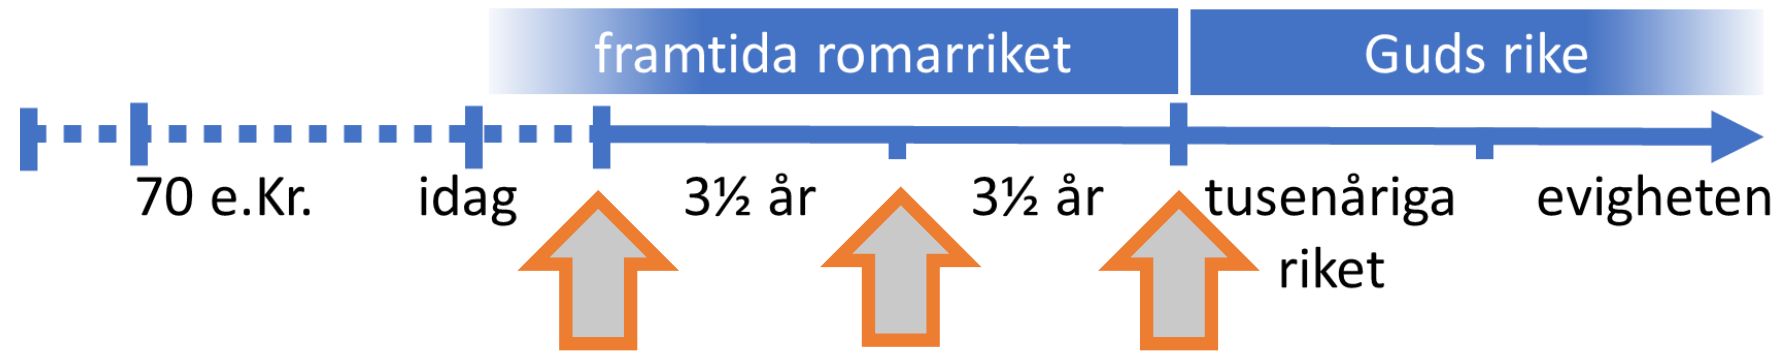 framtida romarriket
Guds rike
70 e.Kr.
idag
3½ år
3½ år
tusenåriga
riket
evigheten